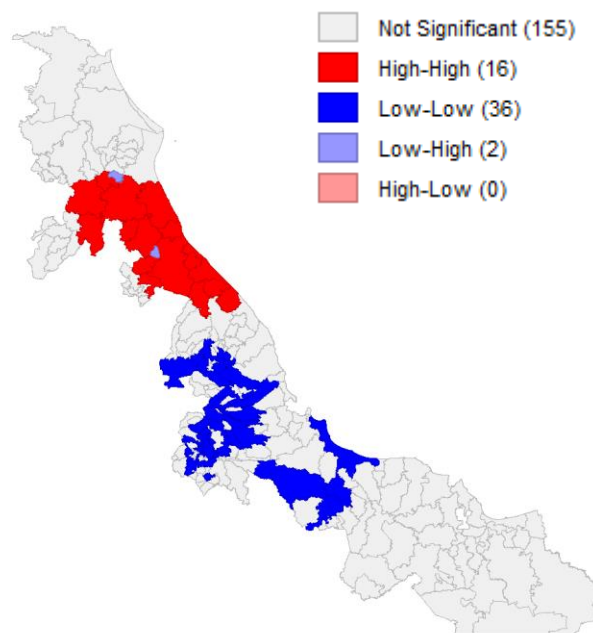 Not Significant (155)
High-High (16)
Low-Low (36)
Low-High (2)
High-Low (0)